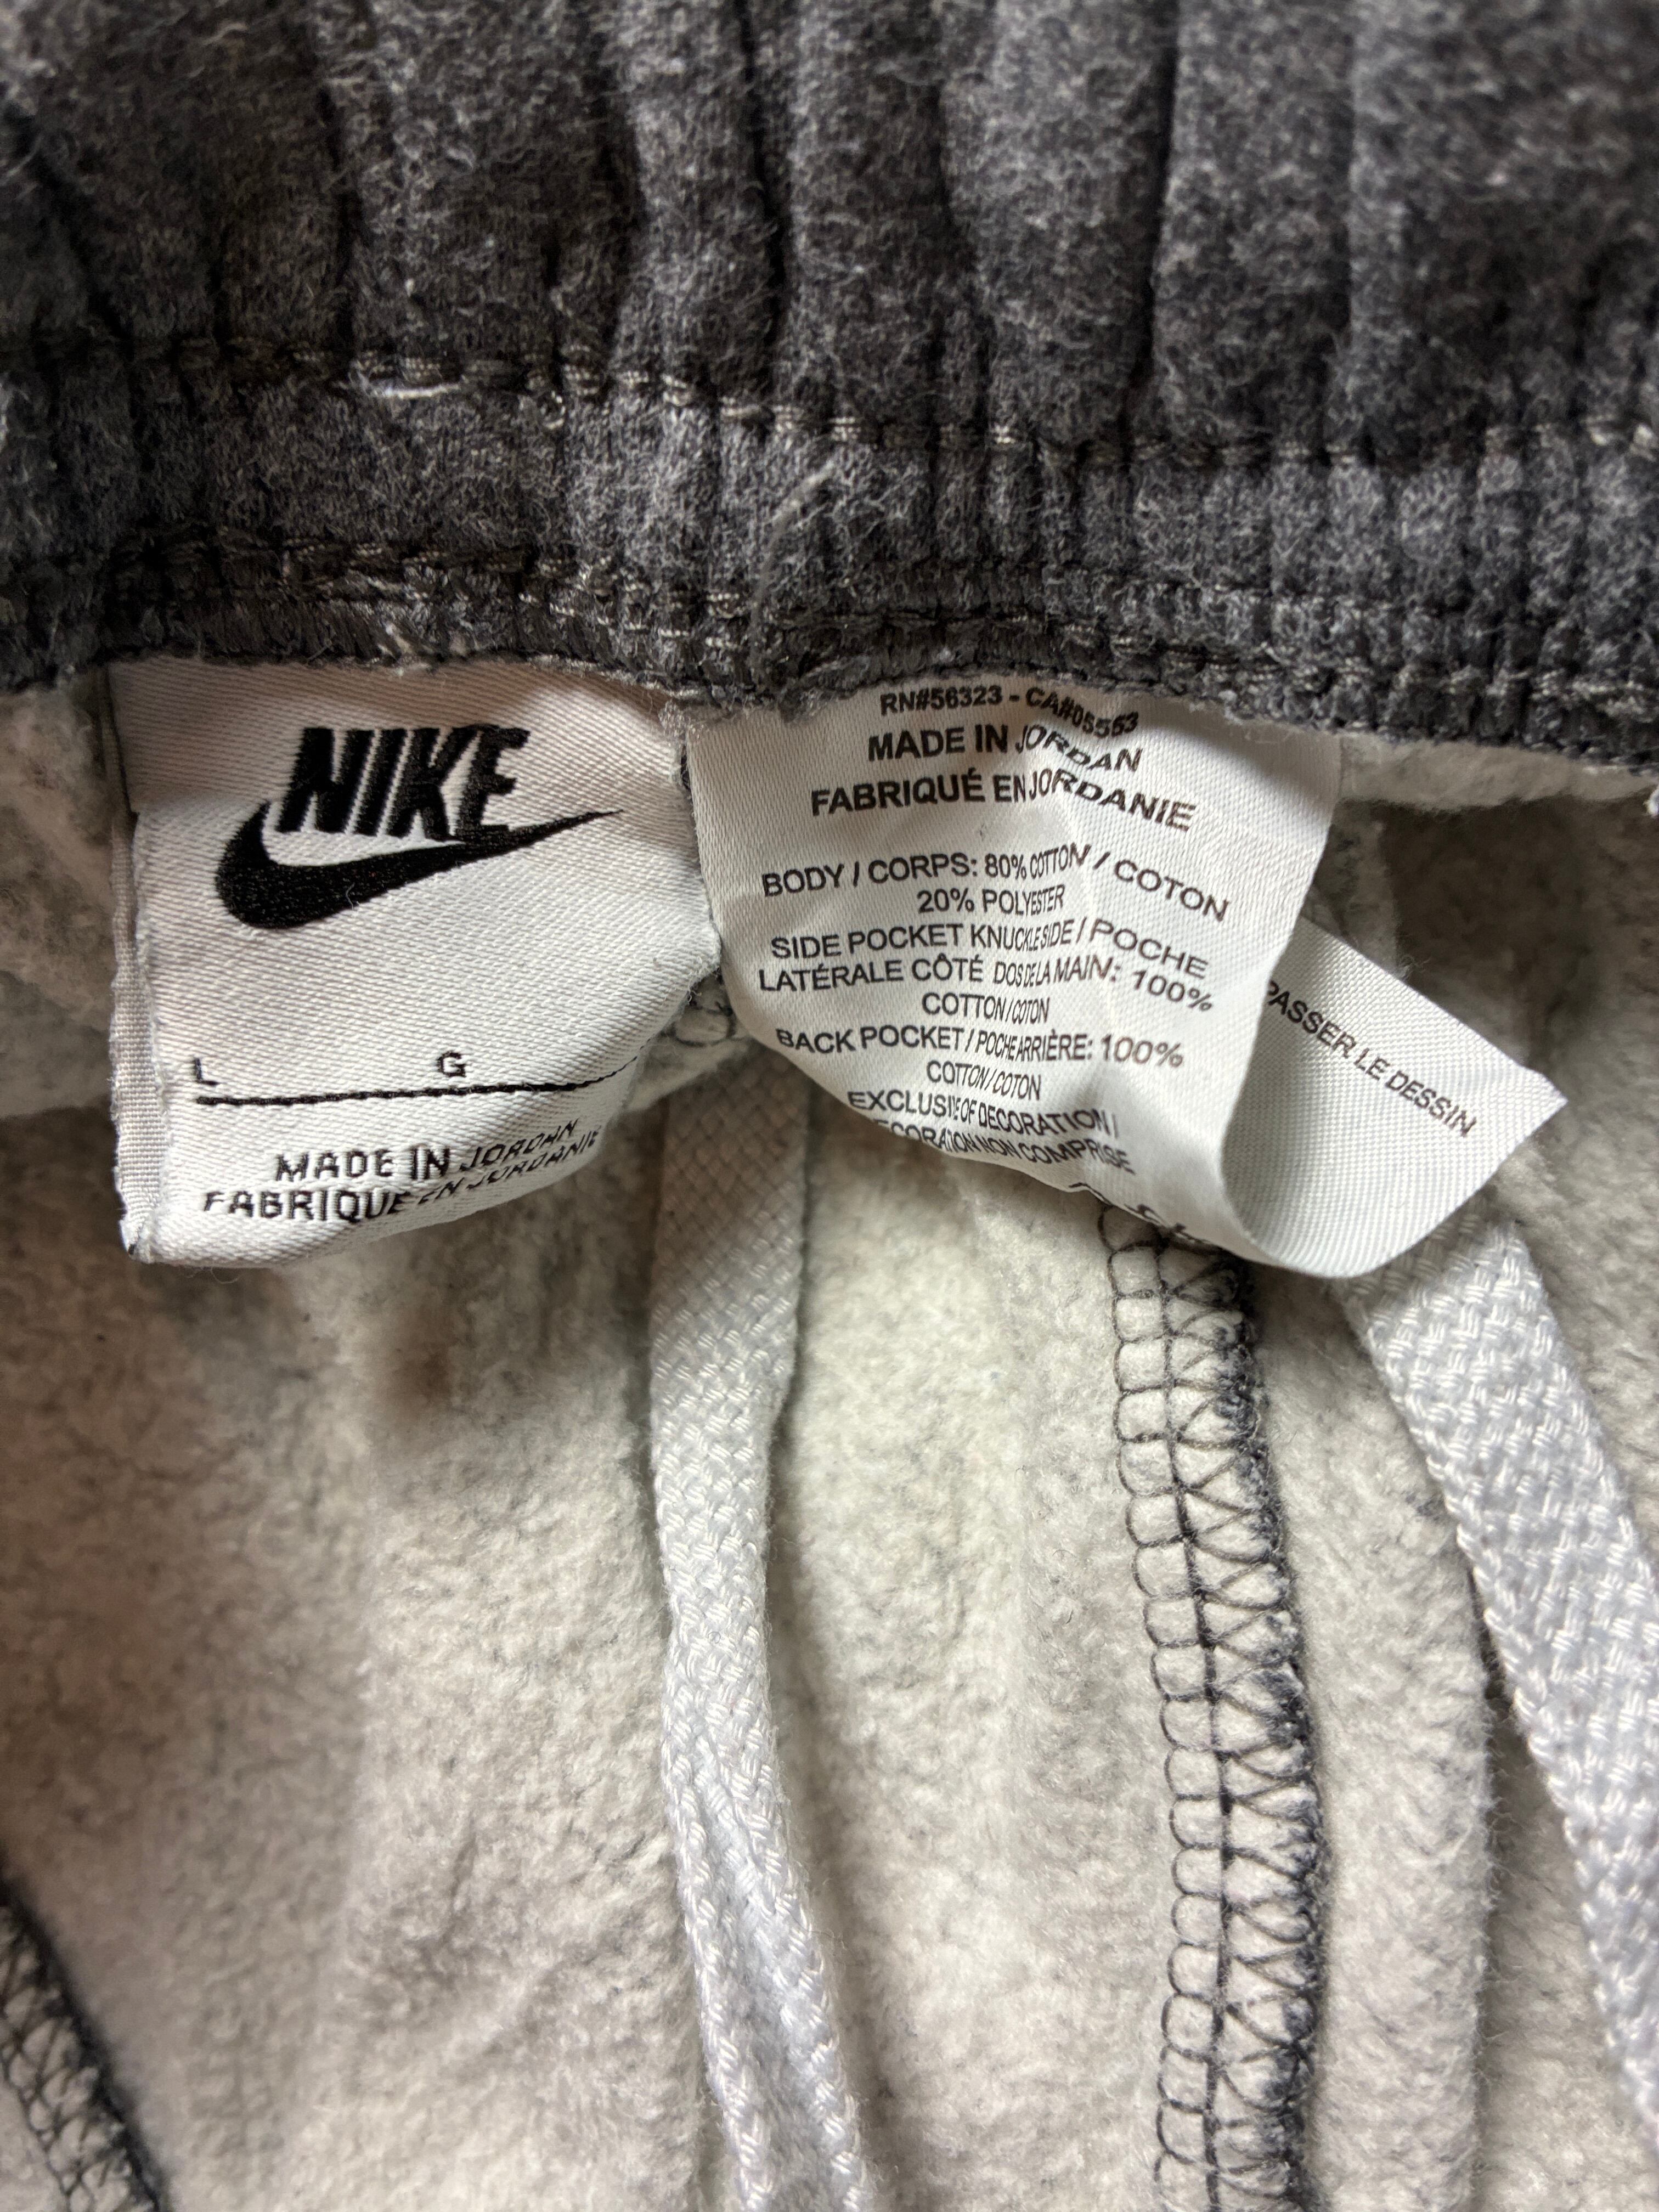 NIKE
L G
MADE IN JORDAN
FABRIQUÉ EN JORDANIE
RN#56323 - CA#05553
MADE IN JORDAN
FABRIQUÉ EN JORDANIE
BODY / CORPS: 80% COTTON / COTON
20% POLYESTER
SIDE POCKET KNUCKLESIDE / POCHE
LATÉRALE CÔTÉ DOS DE LA MAIN: 100%
COTTON / COTON
BACK POCKET / POCHE ARRIÈRE: 100%
COTTON / COTON
EXCLUSIVE OF DECORATION /
DECORATION NON COMPRISE
PASSER LE DESSIN